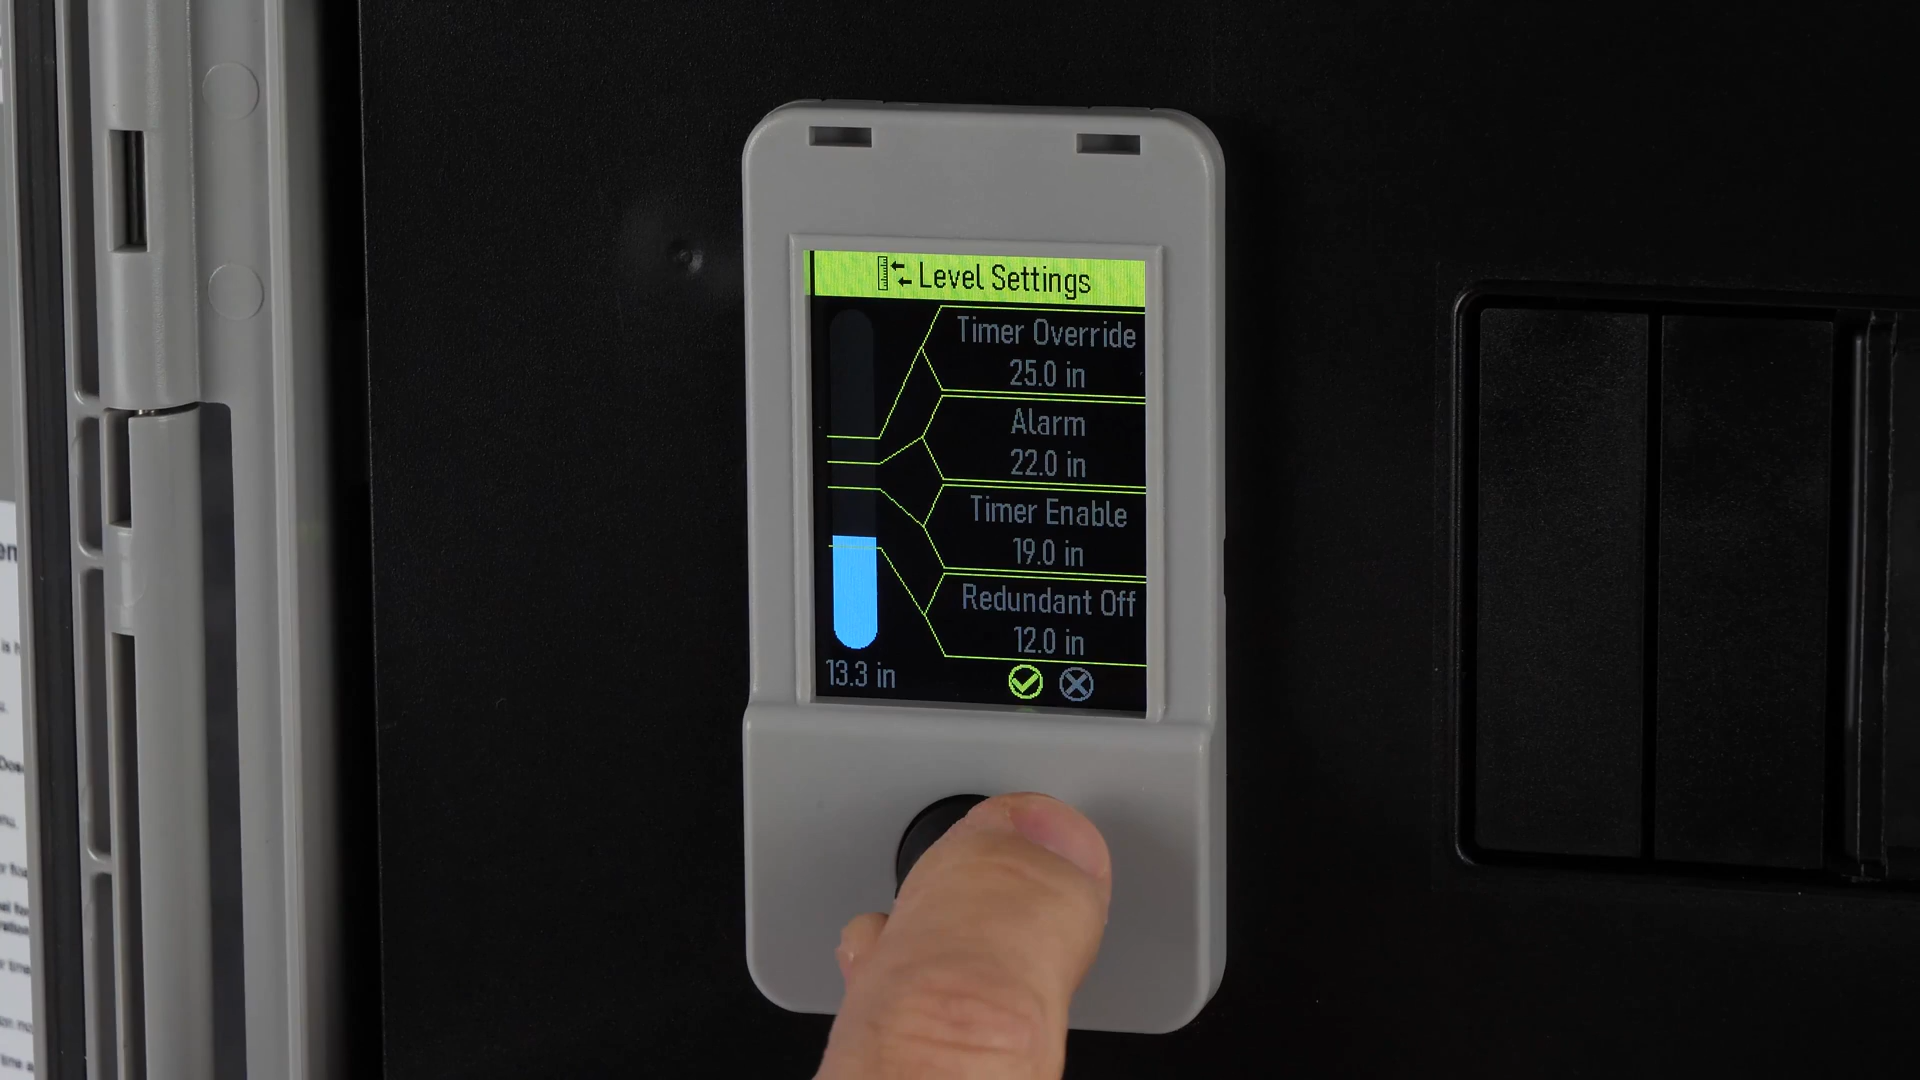 Level Settings
Timer Override
25.0 in
Alarm
22.0 in
Timer Enable
19.0 in
Redundant Off
12.0 in
13.3 in